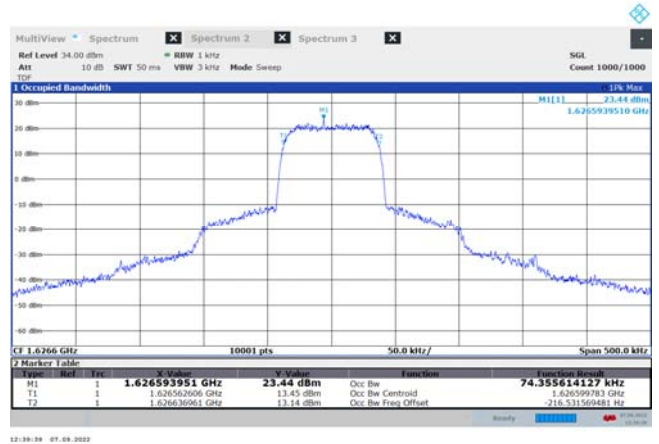 MultiView Spectrum X Spectrum 2 X Spectrum 3 X
Ref Level 34.00 dBm RBW 1 kHz SGL
Att 10 dB SWT 50 ms VBW 3 kHz Mode Sweep Count 1000/1000
TDF
1 Occupied Bandwidth 1Pk Max
M1[1] 23.44 dBm
1.6265939510 GHz
30 dBm
M1
20 dBm
T1 T2
10 dBm
0 dBm
-10 dBm
-20 dBm
-30 dBm
-40 dBm
-50 dBm
-60 dBm
CF 1.6266 GHz 10001 pts 50.0 kHz/ Span 500.0 kHz
2 Marker Table
Type Ref Trc X-Value Y-Value Function Function Result
M1 1 1.626593951 GHz 23.44 dBm Occ Bw 74.355614127 kHz
T1 1 1.626562606 GHz 13.45 dBm Occ Bw Centroid 1.626599783 GHz
T2 1 1.626636961 GHz 13.14 dBm Occ Bw Freq Offset -216.531569481 Hz
Ready 07.09.2022
12:39:39 07.09.2022